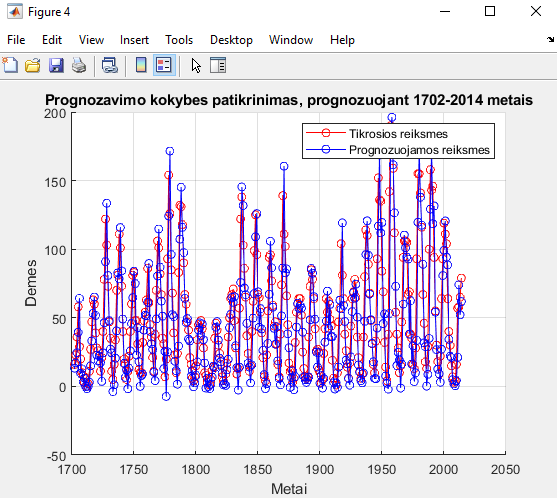 Figure 4
File Edit View Insert Tools Desktop Window Help
Prognozavimo kokybes patikrinimas, prognozuojant 1702-2014 metais
200
150
100
50
0
-50
Demes
Tikrosios reiksmes
Prognozuojamos reiksmes
1700 1750 1800 1850 1900 1950 2000 2050
Metai